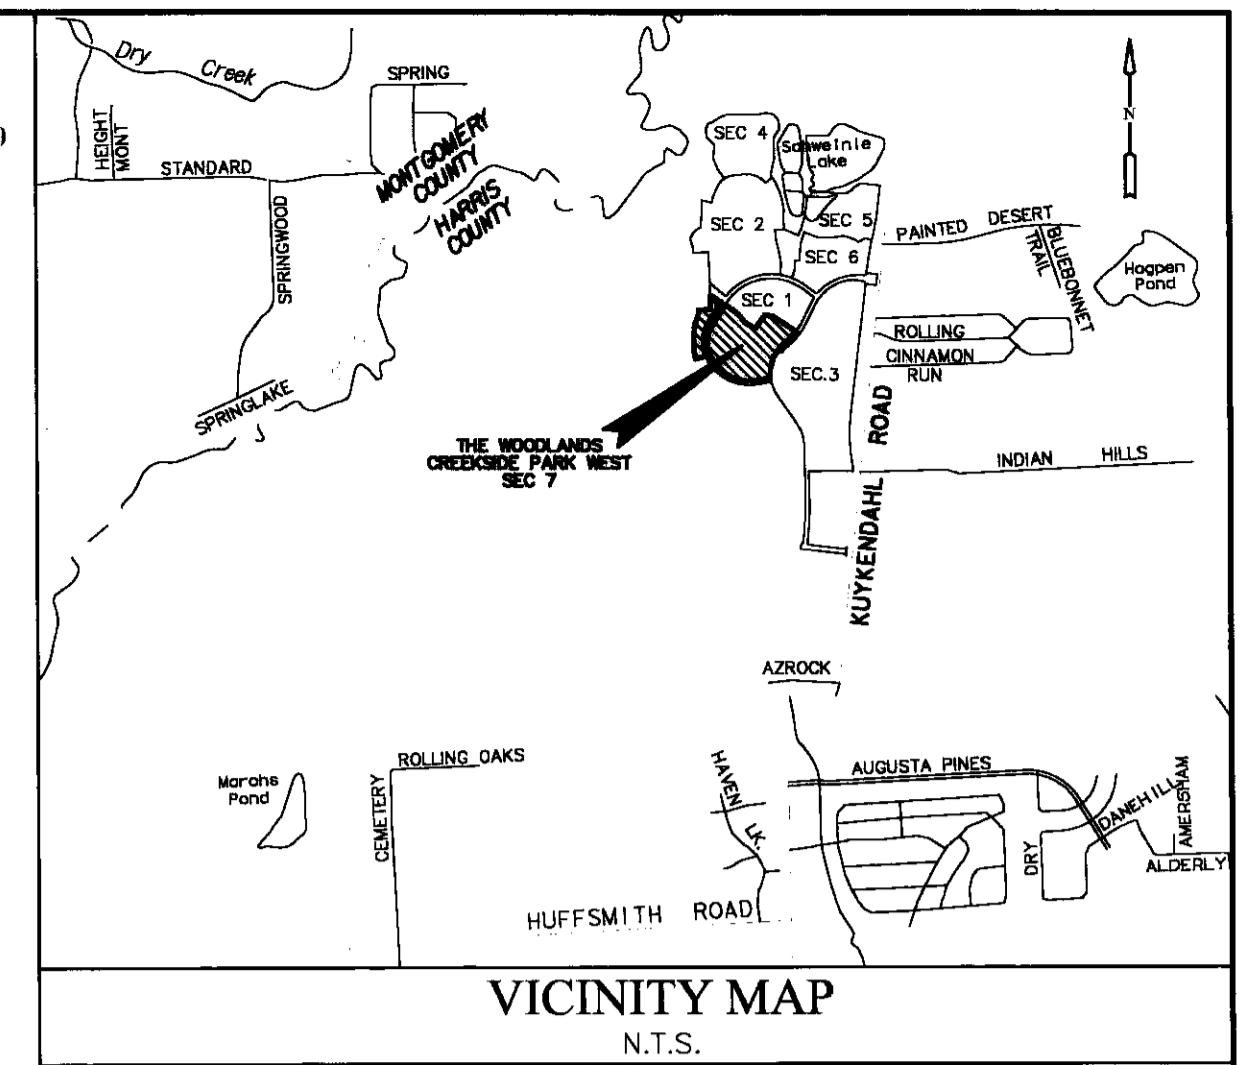 Dry Creek
SPRING
HEIGHT
MONT
STANDARD
MONTGOMERY
COUNTY
HARRIS
COUNTY
SPRINGWOOD
SPRINGLAKE
SEC 4
Schweinle
Lake
SEC 2
SEC 5
SEC 6
SEC 1
SEC.3
N
PAINTED DESERT
BLUEBONNET
TRAIL
Hogpen
Pond
ROLLING
CINNAMON
RUN
THE WOODLANDS
CREEKSIDE PARK WEST
SEC 7
KUYKENDAHL ROAD
INDIAN HILLS
AZROCK
Marohs
Pond
ROLLING OAKS
CEMETERY
HAVEN LK.
AUGUSTA PINES
DRY
DANEHILL
AMERSHAM
ALDERLY
HUFFSMITH ROAD
VICINITY MAP
N.T.S.